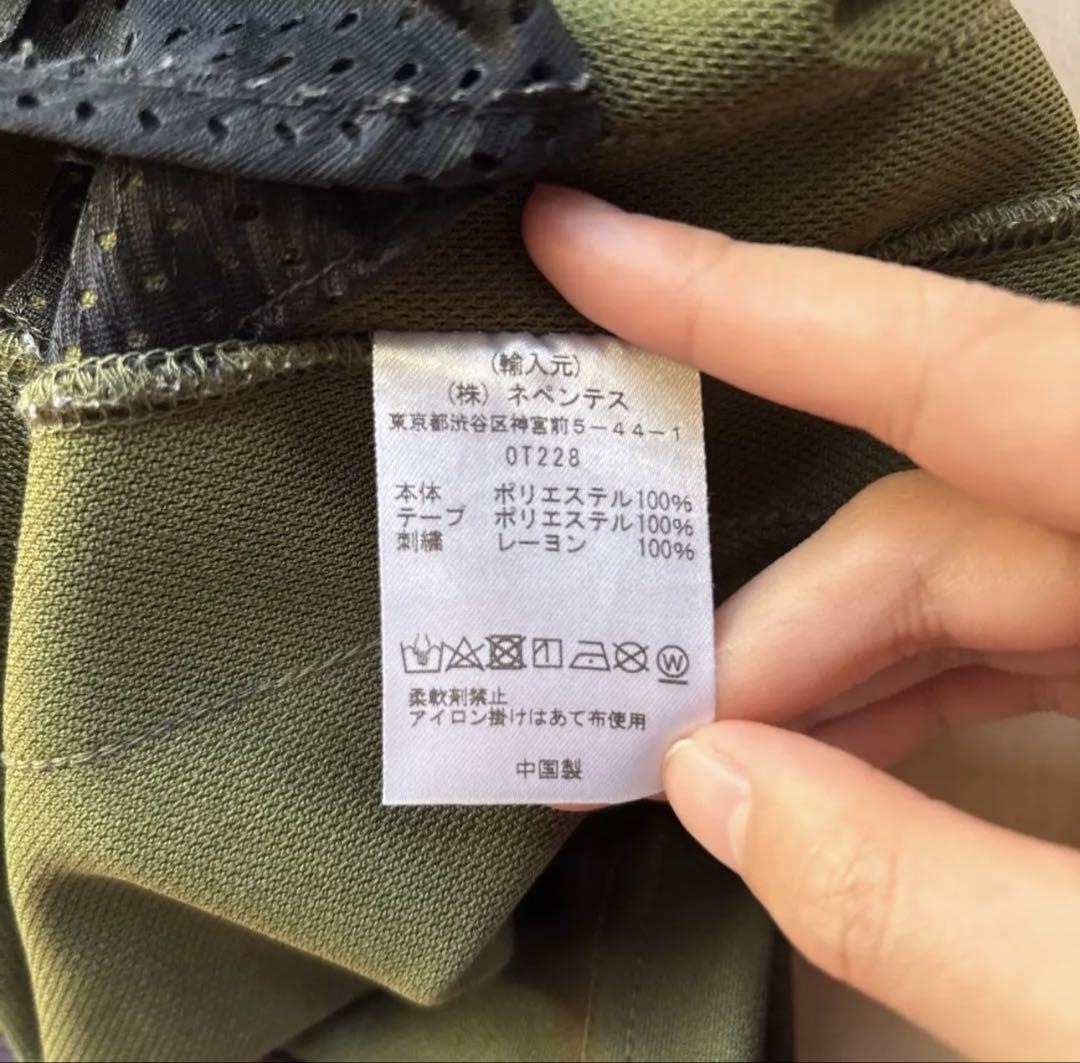 (輸入元)
(株) ネペンテス
東京都渋谷区神宮前5−44−1
OT228
本体 ポリエステル100%
テープ ポリエステル100%
刺繍 レーヨン 100%
W
柔軟剤禁止
アイロン掛けはあて布使用
中国製